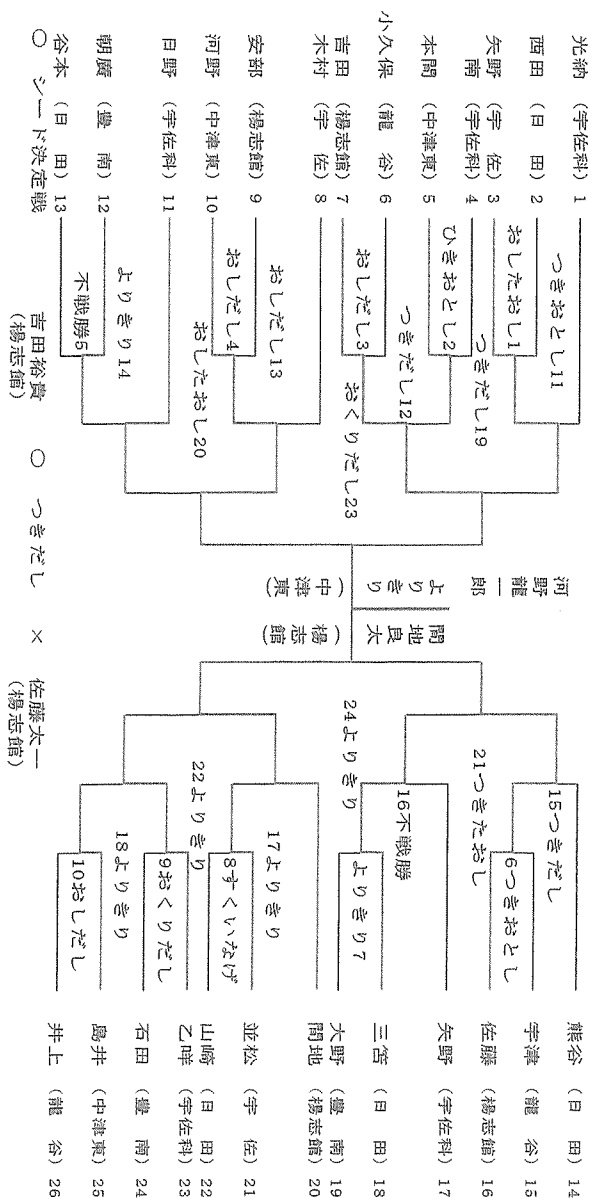 光納 (宇佐科) 1
西田 (日 田) 2
矢野 (宇 佐) 3
南 (宇佐科) 4
本間 (中津東) 5
小久保 (龍 谷) 6
吉田 (楊志館) 7
木村 (宇 佐) 8
安部 (楊志館) 9
河野 (中津東) 10
日野 (宇佐科) 11
朝廣 (豊 南) 12
谷本 (日 田) 13
つきおとし11
おしたおし1
つきだし19
ひきおとし2
つきだし12
おしだし3
おくりだし23
おしだし13
おしだし4
おしたおし20
よりきり14
不戦勝5
河野龍一郎
よりきり
(中津東)
間地良太
(楊志館)
15つきだし
6つきおとし
21つきたおし
16不戦勝
よりきり7
24よりきり
17よりきり
8すくいなげ
22よりきり
9おくりだし
18よりきり
10おしだし
熊谷 (日 田) 14
宇津 (龍 谷) 15
佐藤 (楊志館) 16
矢野 (宇佐科) 17
三笘 (日 田) 18
大野 (豊 南) 19
間地 (楊志館) 20
並松 (宇 佐) 21
山崎 (日 田) 22
乙咩 (宇佐科) 23
石田 (豊 南) 24
島井 (中津東) 25
井上 (龍 谷) 26
○ シード決定戦 吉田裕貴 ○ つきだし × 佐藤太一
(楊志館) (楊志館)